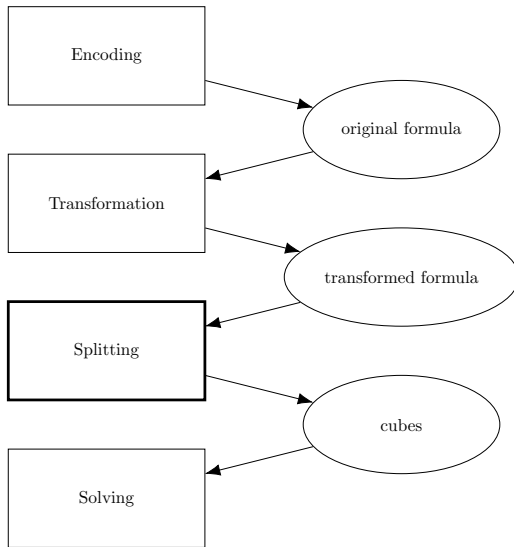 Encoding
original formula
Transformation
transformed formula
Splitting
cubes
Solving